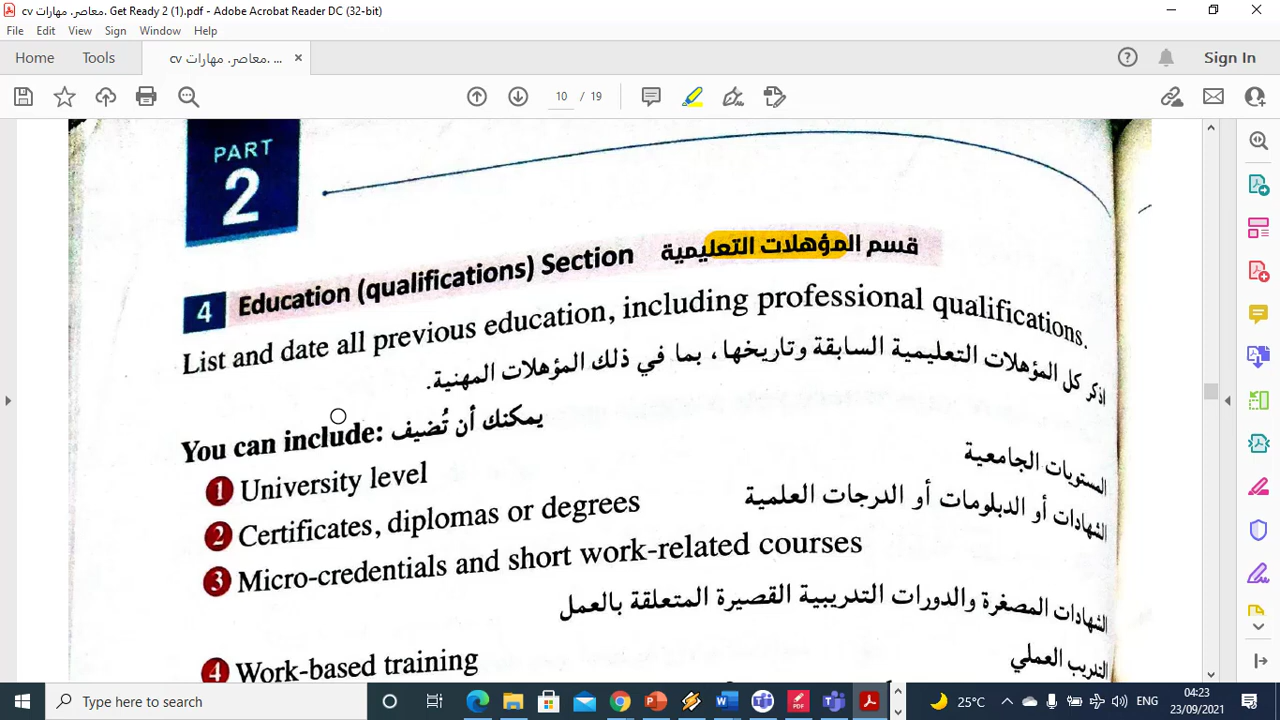 cv معاصر. مهارات. Get Ready 2 (1).pdf - Adobe Acrobat Reader DC (32-bit)
File Edit View Sign Window Help
Home Tools cv معاصر. مهارات. ... × Sign In
10 / 19
PART
2
4 Education (qualifications) Section قسم المؤهلات التعليمية
List and date all previous education, including professional qualifications.
اذكر كل المؤهلات التعليمية السابقة وتاريخها، بما في ذلك المؤهلات المهنية.
You can include: يمكنك أن تُضيف
1 University level المستويات الجامعية
2 Certificates, diplomas or degrees الشهادات أو الدبلومات أو الدرجات العلمية
3 Micro-credentials and short work-related courses
الشهادات المصغرة والدورات التدريبية القصيرة المتعلقة بالعمل
4 Work-based training التدريب العملي
Type here to search 25°C ENG 04:23
23/09/2021